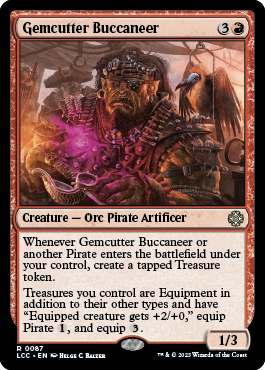 Gemcutter Buccaneer 3
Creature — Orc Pirate Artificer
Whenever Gemcutter Buccaneer or
another Pirate enters the battlefield under
your control, create a tapped Treasure
token.
Treasures you control are Equipment in
addition to their other types and have
“Equipped creature gets +2/+0,” equip
Pirate 1, and equip 3.
1/3
R 0087
LCC • EN Helge C. Balzer
™ & © 2023 Wizards of the Coast